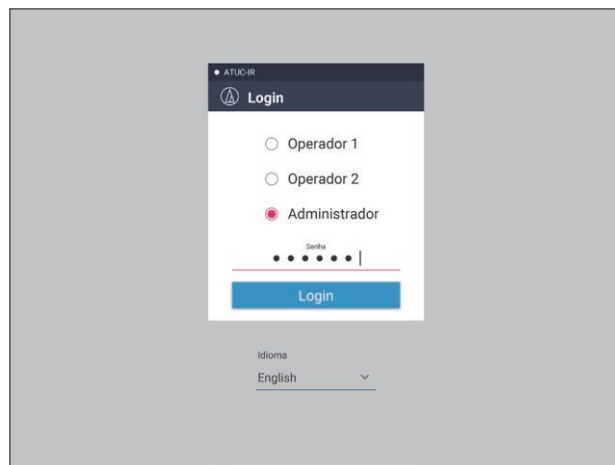 ATUC-IR
Login
Operador 1
Operador 2
Administrador
Senha
Login
Idioma
English